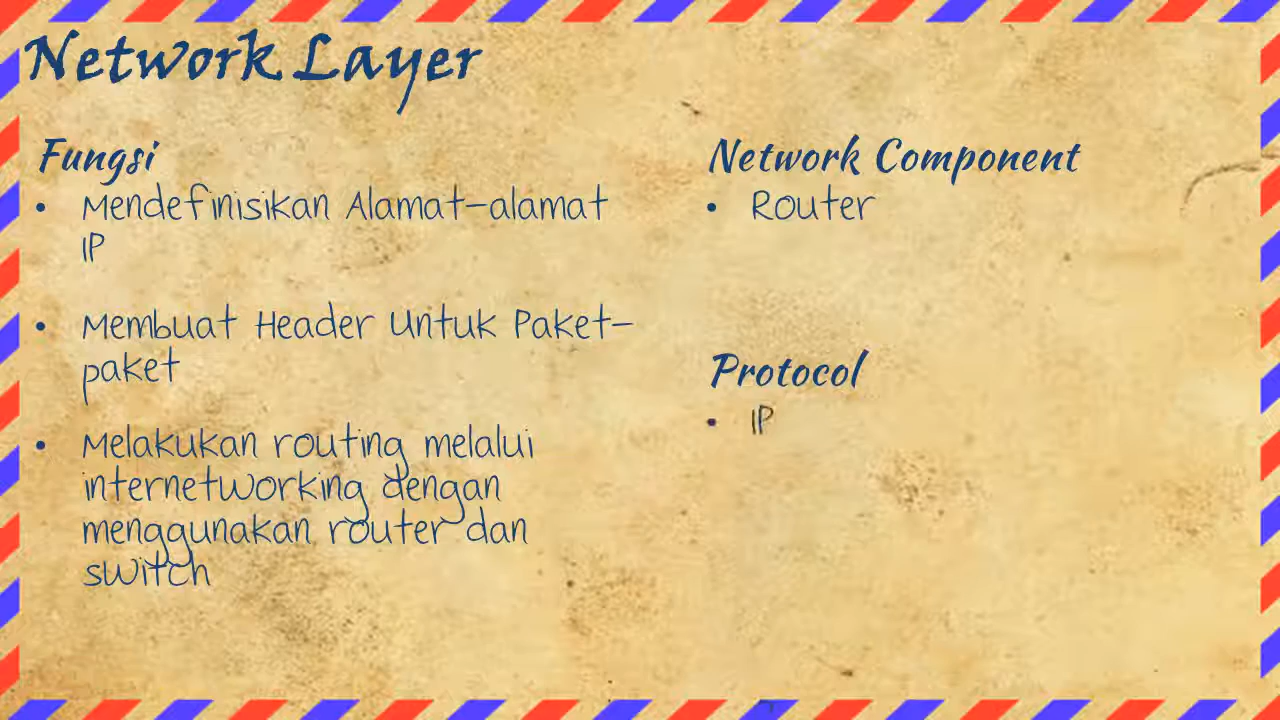 Network Layer
Fungsi
• Mendefinisikan Alamat-alamat
IP
• Membuat Header Untuk Paket-
paket
• Melakukan routing melalui
internetworking dengan
menggunakan router dan
switch
Network Component
• Router
Protocol
• IP